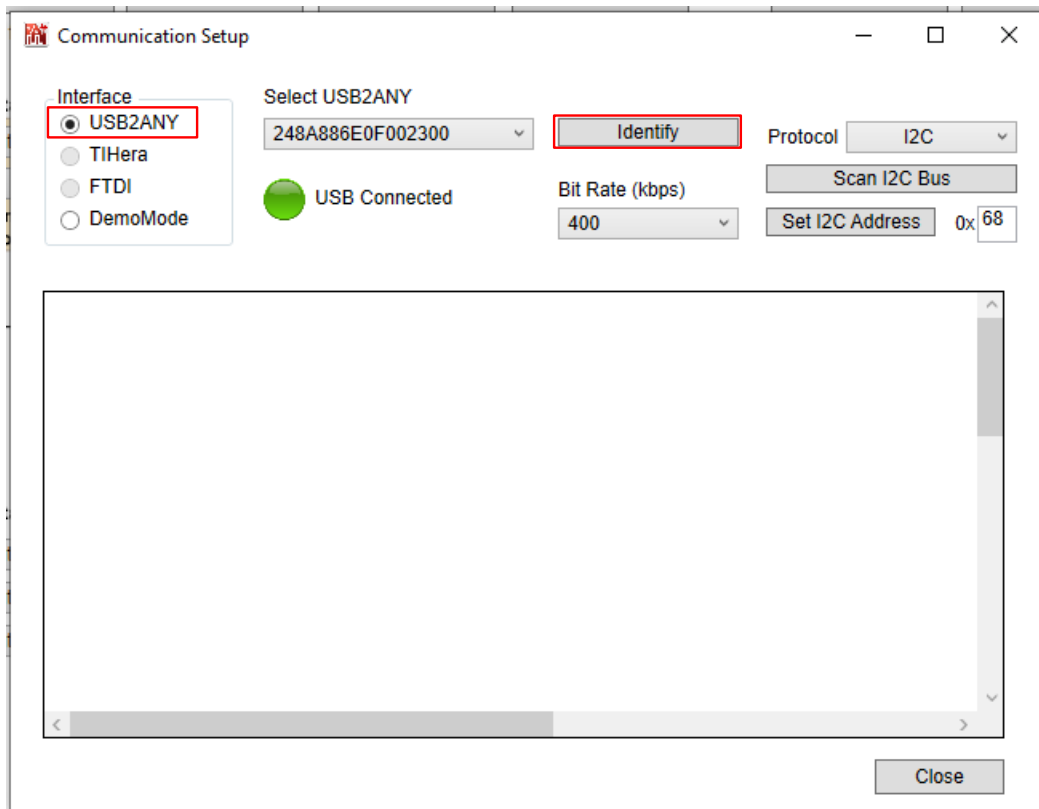 Communication Setup
Interface
USB2ANY
TIHera
FTDI
DemoMode
Select USB2ANY
248A886E0F002300
USB Connected
Identify
Bit Rate (kbps)
400
Protocol
I2C
Scan I2C Bus
Set I2C Address
0x
68
Close